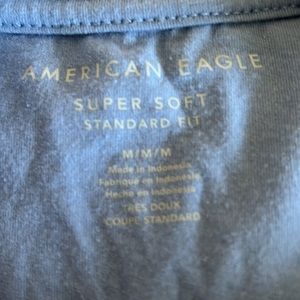 AMERICAN EAGLE
SUPER SOFT
STANDARD FIT
M/M/M
Made in Indonesia
Fabriqué en Indonésie
Hecho en Indonesia
TRÈS DOUX
COUPE STANDARD